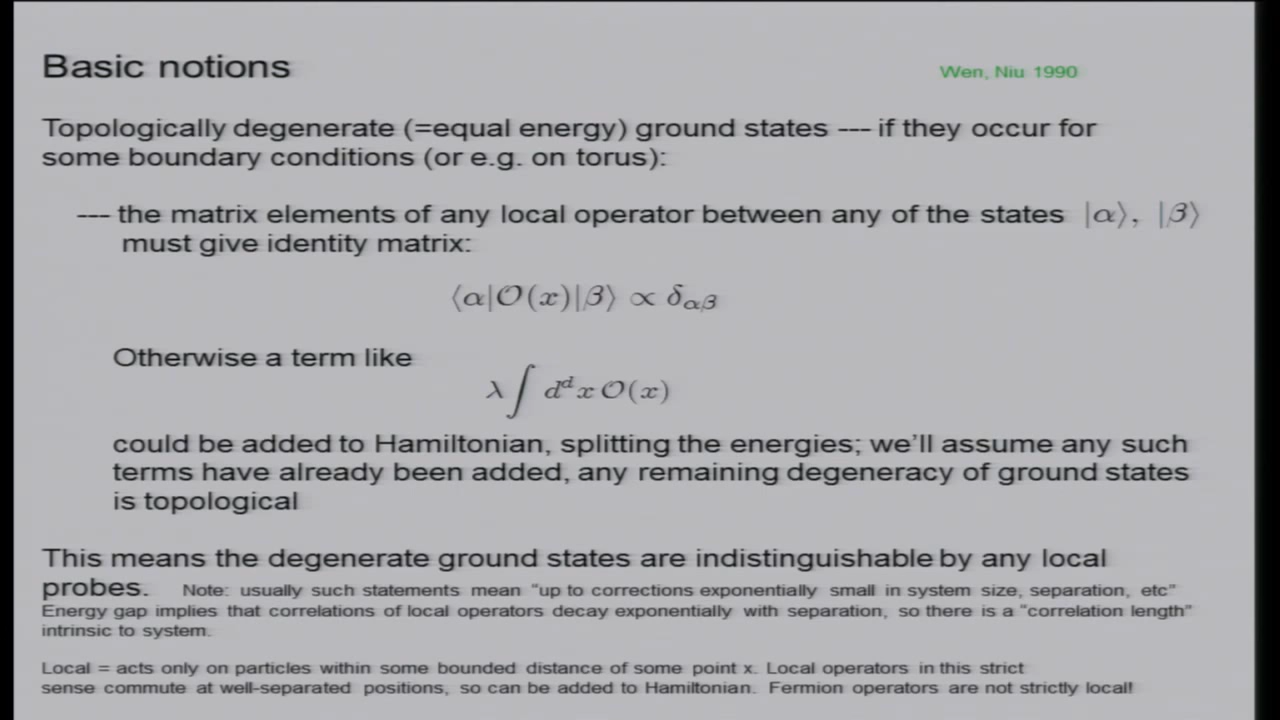 Basic notions
Wen, Niu 1990
Topologically degenerate (=equal energy) ground states --- if they occur for
some boundary conditions (or e.g. on torus):
--- the matrix elements of any local operator between any of the states |α⟩, |β⟩
must give identity matrix:
⟨α|𝒪(x)|β⟩ ∝ δ_{αβ}
Otherwise a term like
λ∫ d^d x 𝒪(x)
could be added to Hamiltonian, splitting the energies; we'll assume any such
terms have already been added, any remaining degeneracy of ground states
is topological
This means the degenerate ground states are indistinguishable by any local
probes. Note: usually such statements mean "up to corrections exponentially small in system size, separation, etc"
Energy gap implies that correlations of local operators decay exponentially with separation, so there is a "correlation length"
intrinsic to system.
Local = acts only on particles within some bounded distance of some point x. Local operators in this strict
sense commute at well-separated positions, so can be added to Hamiltonian. Fermion operators are not strictly local!